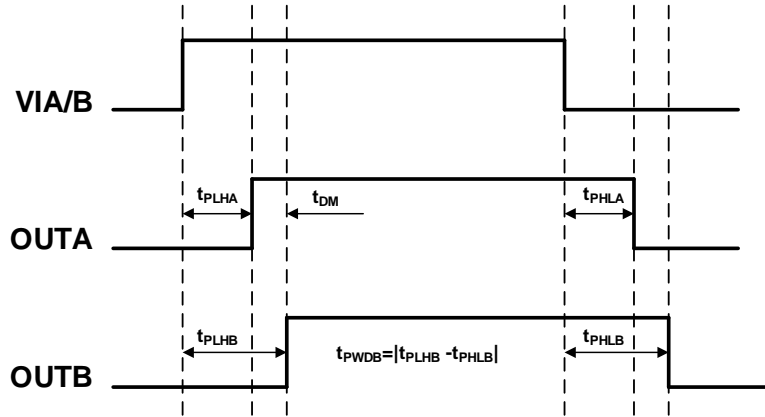 VIA/B
tPLHA
tDM
tPHLA
OUTA
tPLHB
tPWDB=|tPLHB -tPHLB|
tPHLB
OUTB